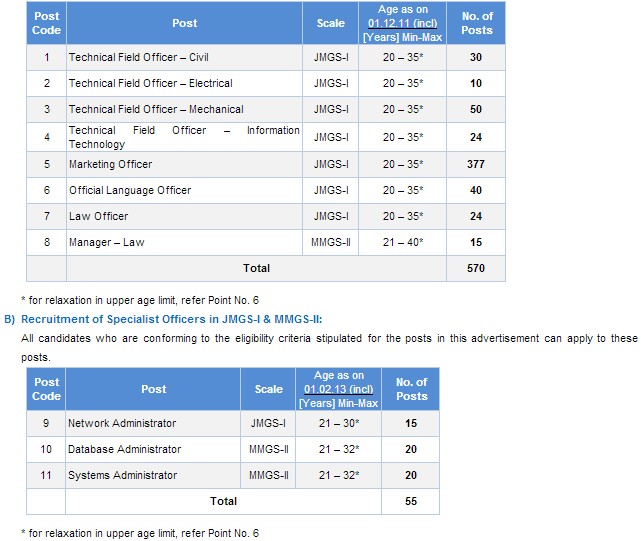 Post Code Post Scale Age as on 01.12.11 (incl) [Years] Min-Max No. of Posts
1 Technical Field Officer – Civil JMGS-I 20 – 35* 30
2 Technical Field Officer – Electrical JMGS-I 20 – 35* 10
3 Technical Field Officer – Mechanical JMGS-I 20 – 35* 50
4 Technical Field Officer – Information Technology JMGS-I 20 – 35* 24
5 Marketing Officer JMGS-I 20 – 35* 377
6 Official Language Officer JMGS-I 20 – 35* 40
7 Law Officer JMGS-I 20 – 35* 24
8 Manager – Law MMGS-II 21 – 40* 15
Total 570
* for relaxation in upper age limit, refer Point No. 6
B) Recruitment of Specialist Officers in JMGS-I & MMGS-II:
All candidates who are conforming to the eligibility criteria stipulated for the posts in this advertisement can apply to these
posts.
Post Code Post Scale Age as on 01.02.13 (incl) [Years] Min-Max No. of Posts
9 Network Administrator JMGS-I 21 – 30* 15
10 Database Administrator MMGS-II 21 – 32* 20
11 Systems Administrator MMGS-II 21 – 32* 20
Total 55
* for relaxation in upper age limit, refer Point No. 6